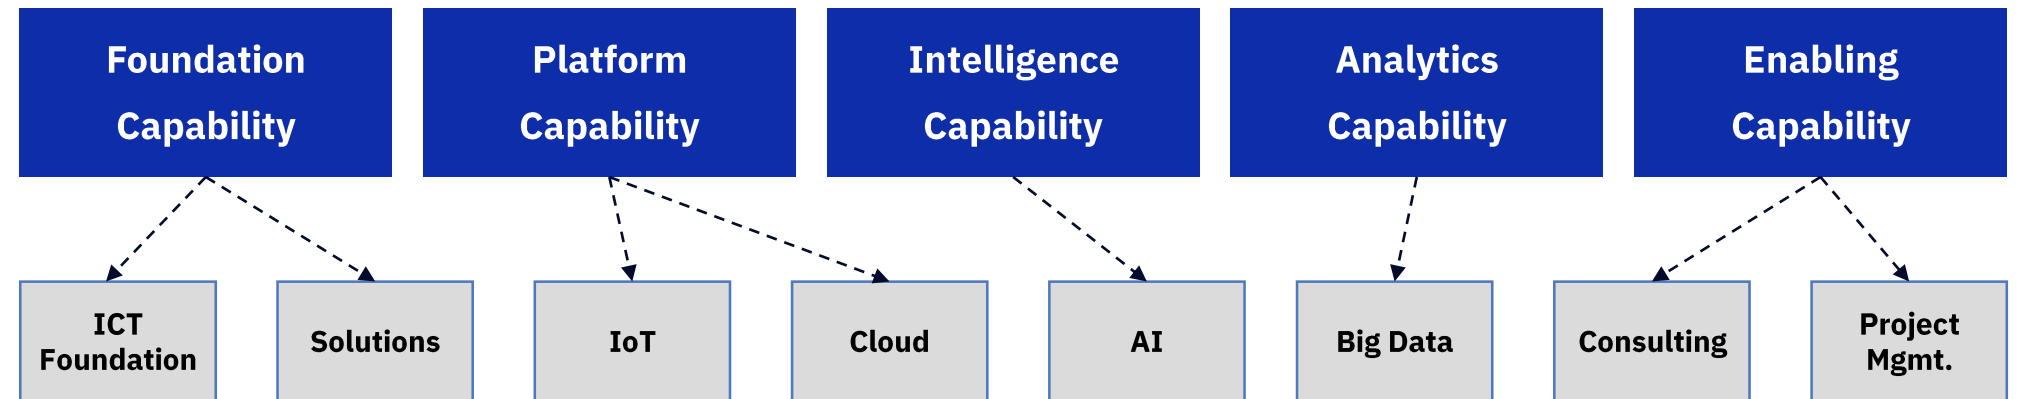 Foundation
Capability
Platform
Capability
Intelligence
Capability
Analytics
Capability
Enabling
Capability
ICT
Foundation
Solutions
IoT
Cloud
AI
Big Data
Consulting
Project
Mgmt.